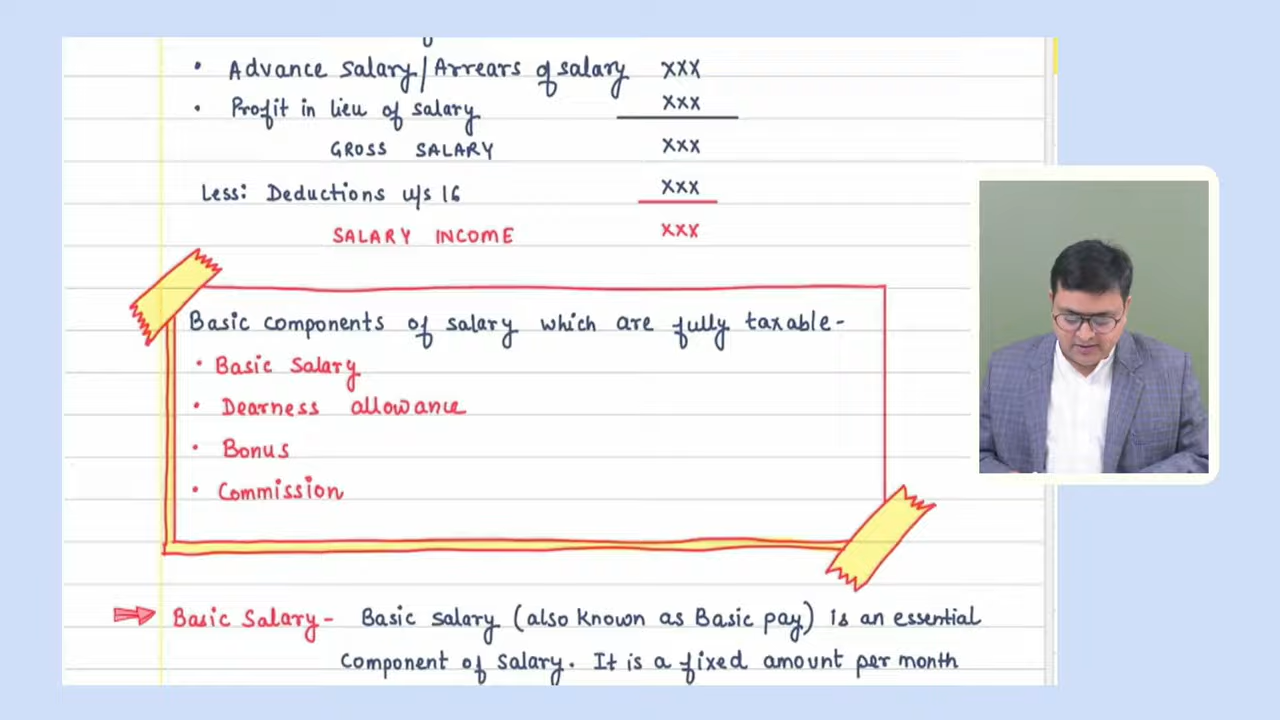 • Advance salary/Arrears of salary XXX
• Profit in lieu of salary XXX
GROSS SALARY XXX
Less: Deductions u/s 16 XXX
SALARY INCOME XXX
Basic components of salary which are fully taxable-
• Basic Salary
• Dearness allowance
• Bonus
• Commission
Basic Salary- Basic salary (also known as Basic pay) is an essential
component of salary. It is a fixed amount per month